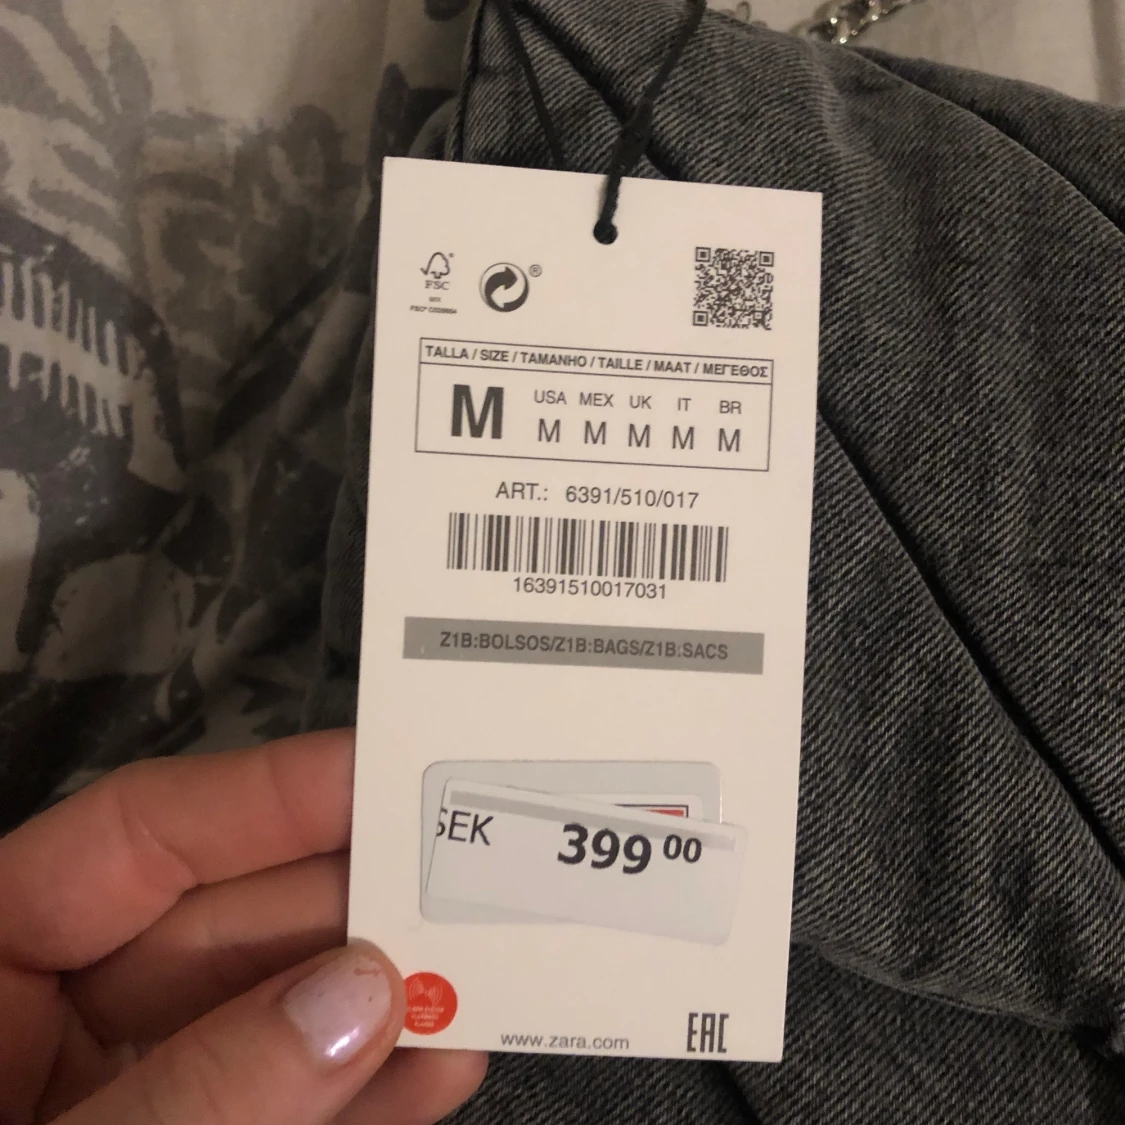 FSC®
MIX
®
TALLA / SIZE / TAMANHO / TAILLE / MAAT / ΜΕΓΕΘΟΣ
M
USA MEX UK IT BR
M M M M M
ART.: 6391/510/017
16391510017031
Z1B:BOLSOS/Z1B:BAGS/Z1B:SACS
SEK 399 00
www.zara.com
EAC